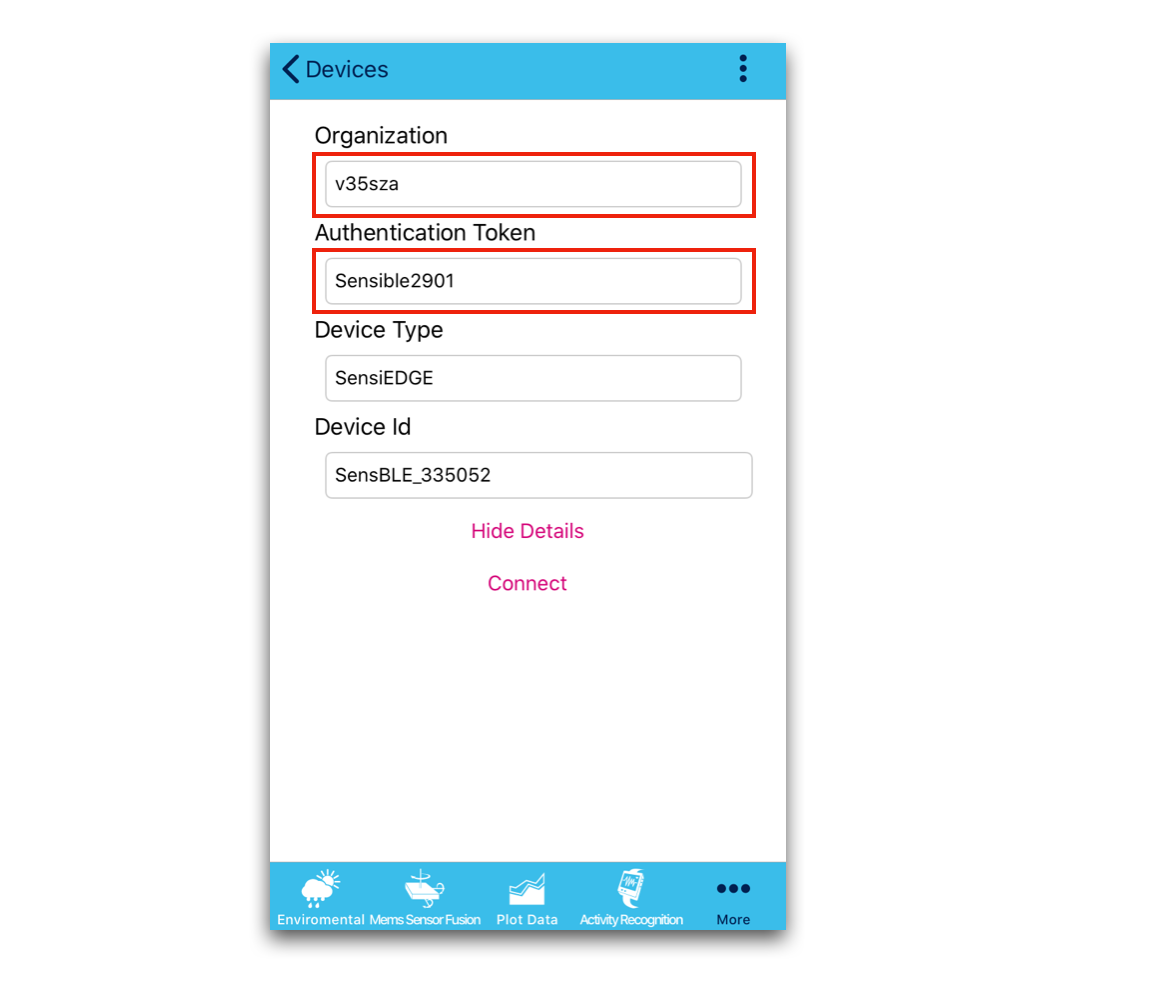 Devices
Organization
v35sza
Authentication Token
Sensible2901
Device Type
SensiEDGE
Device Id
SensBLE_335052
Hide Details
Connect
Enviromental Mems Sensor Fusion Plot Data Activity Recognition More